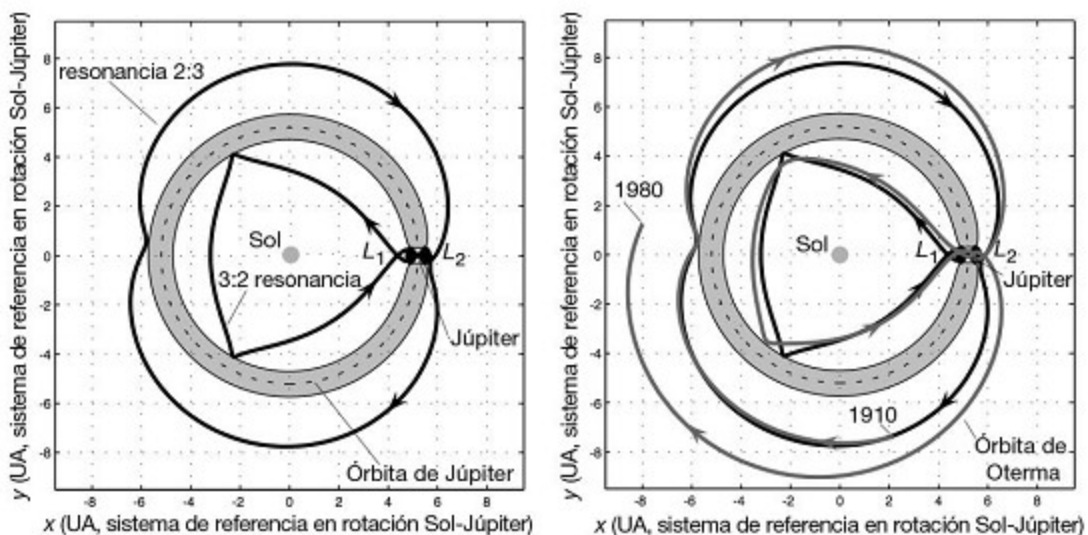 y (UA, sistema de referencia en rotación Sol-Júpiter)
8
6
4
2
0
-2
-4
-6
-8
resonancia 2:3
Sol
L1
L2
3:2 resonancia
Júpiter
Órbita de Júpiter
-8 -6 -4 -2 0 2 4 6 8
x (UA, sistema de referencia en rotación Sol-Júpiter)
y (UA, sistema de referencia en rotación Sol-Júpiter)
8
6
4
2
0
-2
-4
-6
-8
1980
Sol
L1
L2
Júpiter
1910
Órbita de
Oterma
-8 -6 -4 -2 0 2 4 6 8
x (UA, sistema de referencia en rotación Sol-Júpiter)